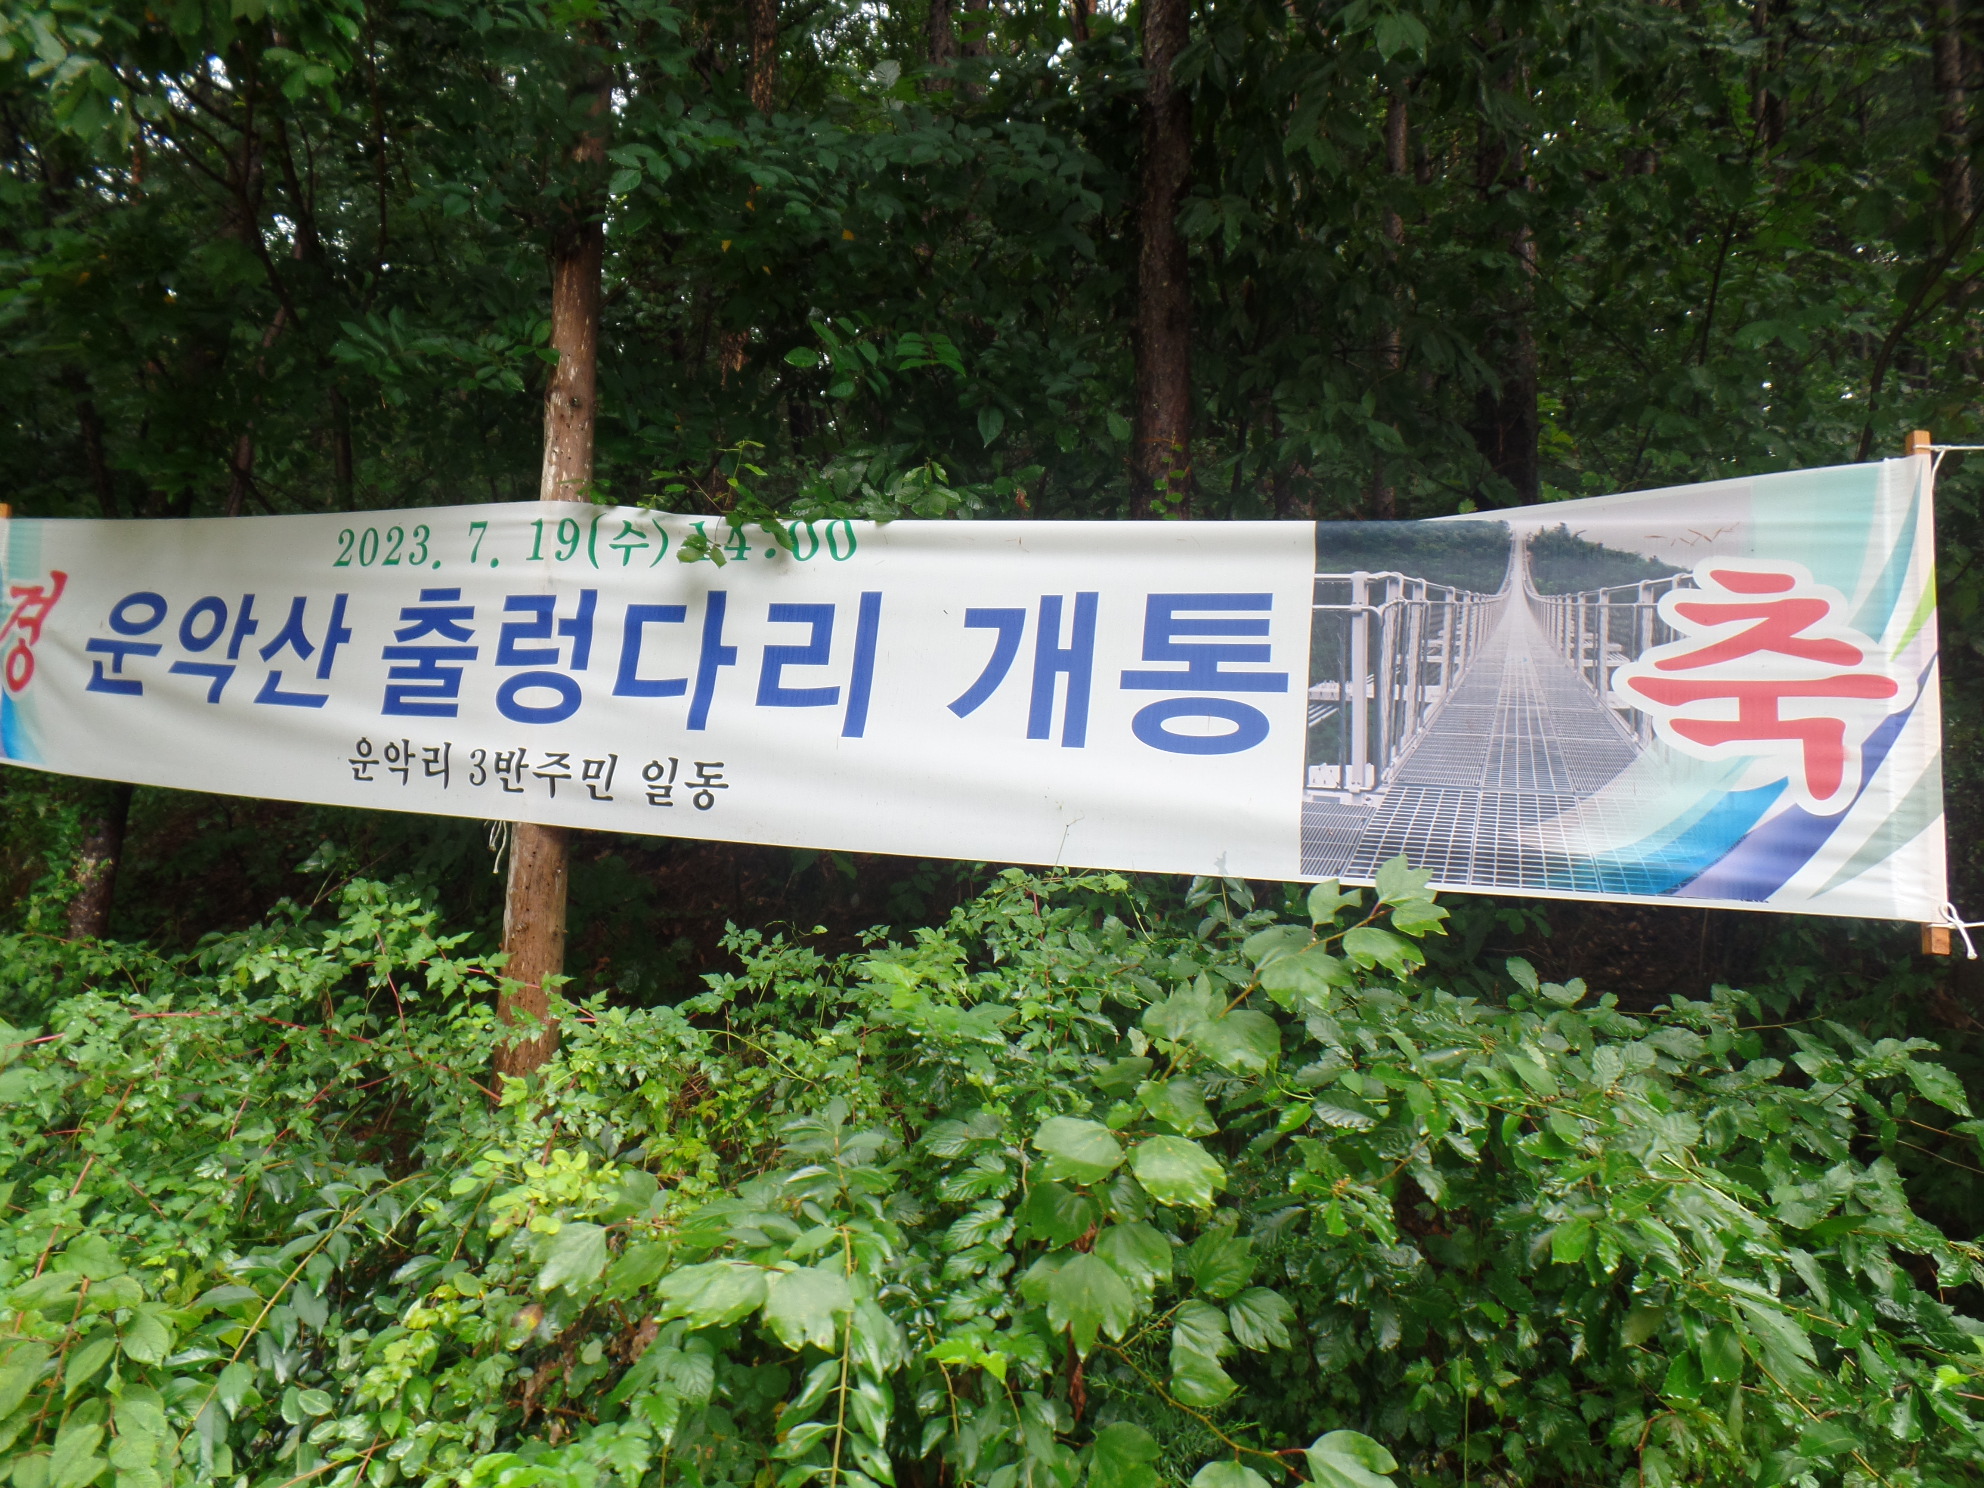 2023. 7. 19(수) 14:00
경 운악산 출렁다리 개통 축
운악리 3반주민 일동